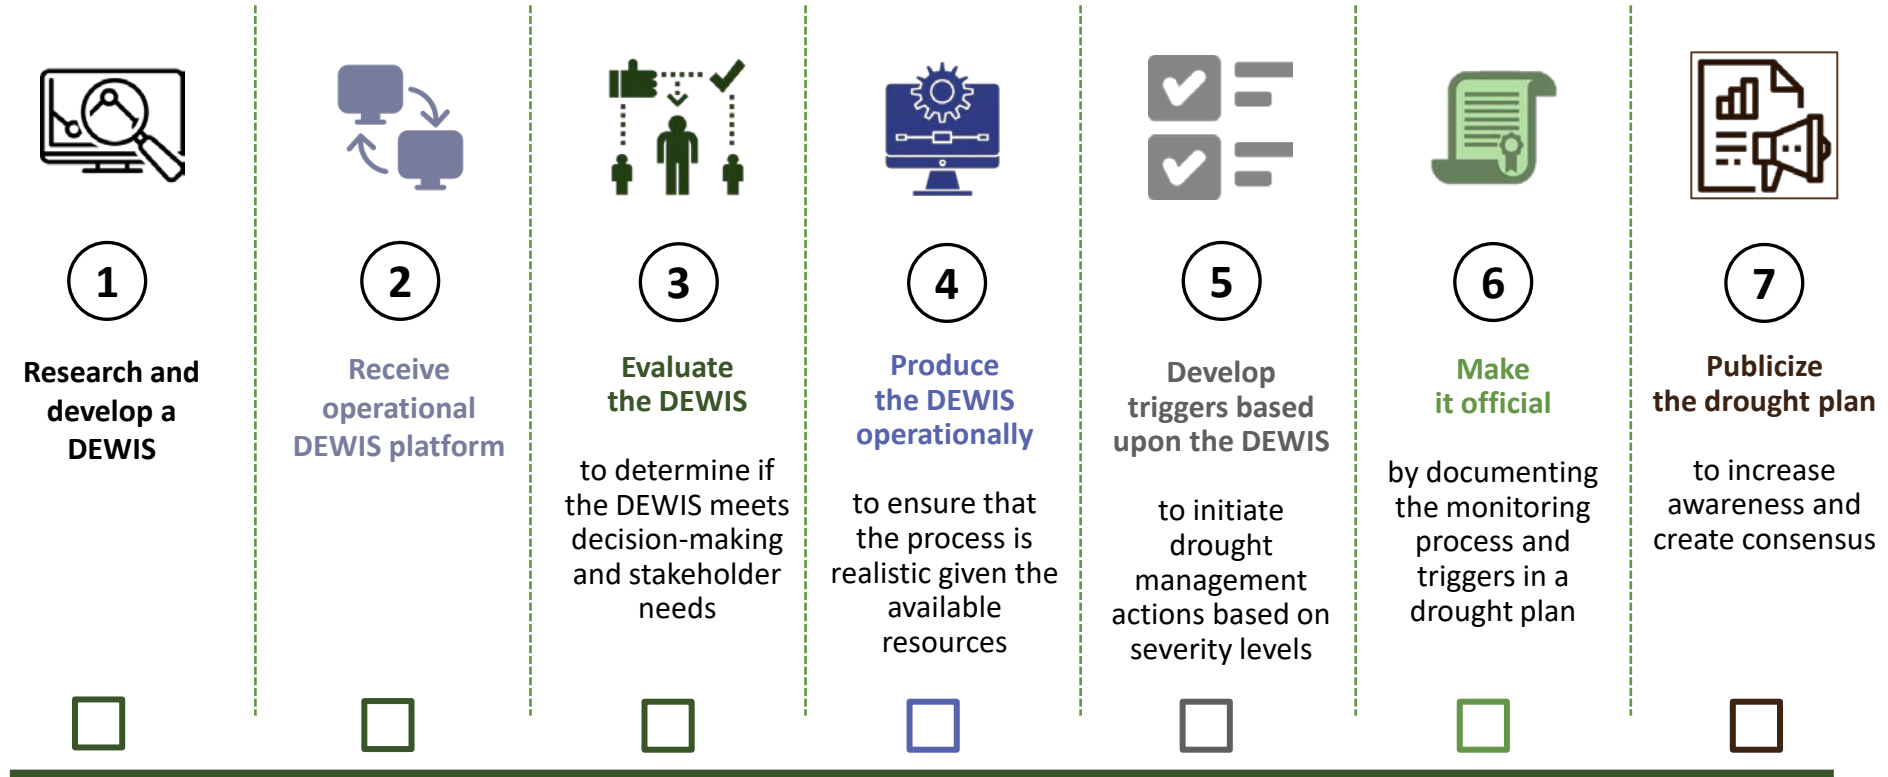 1
Research and
develop a
DEWIS
2
Receive
operational
DEWIS platform
3
Evaluate
the DEWIS
to determine if
the DEWIS meets
decision-making
and stakeholder
needs
4
Produce
the DEWIS
operationally
to ensure that
the process is
realistic given the
available
resources
5
Develop
triggers based
upon the DEWIS
to initiate
drought
management
actions based on
severity levels
6
Make
it official
by documenting
the monitoring
process and
triggers in a
drought plan
7
Publicize
the drought plan
to increase
awareness and
create consensus